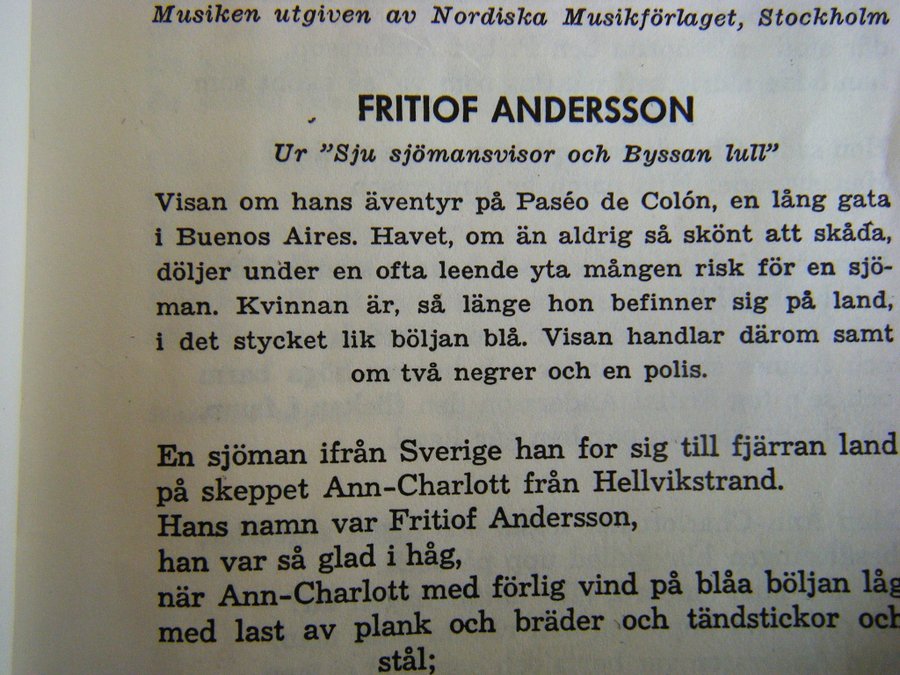 Musiken utgiven av Nordiska Musikförlaget, Stockholm
FRITIOF ANDERSSON
Ur ”Sju sjömansvisor och Byssan lull”
Visan om hans äventyr på Paséo de Colón, en lång gata
i Buenos Aires. Havet, om än aldrig så skönt att skåda,
döljer under en ofta leende yta mången risk för en sjö-
man. Kvinnan är, så länge hon befinner sig på land,
i det stycket lik böljan blå. Visan handlar därom samt
om två negrer och en polis.
En sjöman ifrån Sverige han for sig till fjärran land
på skeppet Ann-Charlott från Hellvikstrand.
Hans namn var Fritiof Andersson,
han var så glad i håg,
när Ann-Charlott med förlig vind på blåa böljan låg
med last av plank och bräder och tändstickor och
stål;